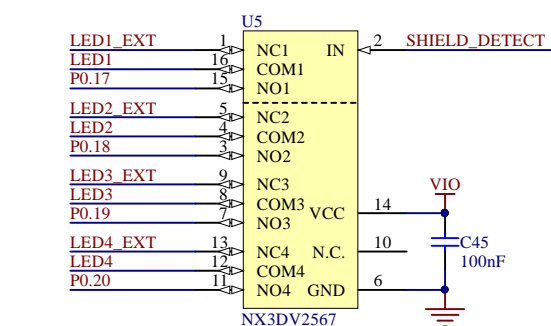 U5
LED1_EXT 1 NC1 IN 2 SHIELD_DETECT
LED1 16 COM1
P0.17 15 NO1
LED2_EXT 5 NC2
LED2 4 COM2
P0.18 3 NO2
LED3_EXT 9 NC3
LED3 8 COM3
P0.19 7 NO3
VCC 14 VIO
LED4_EXT 13 NC4 N.C. 10
LED4 12 COM4
P0.20 11 NO4 GND 6
C45
100nF
NX3DV2567